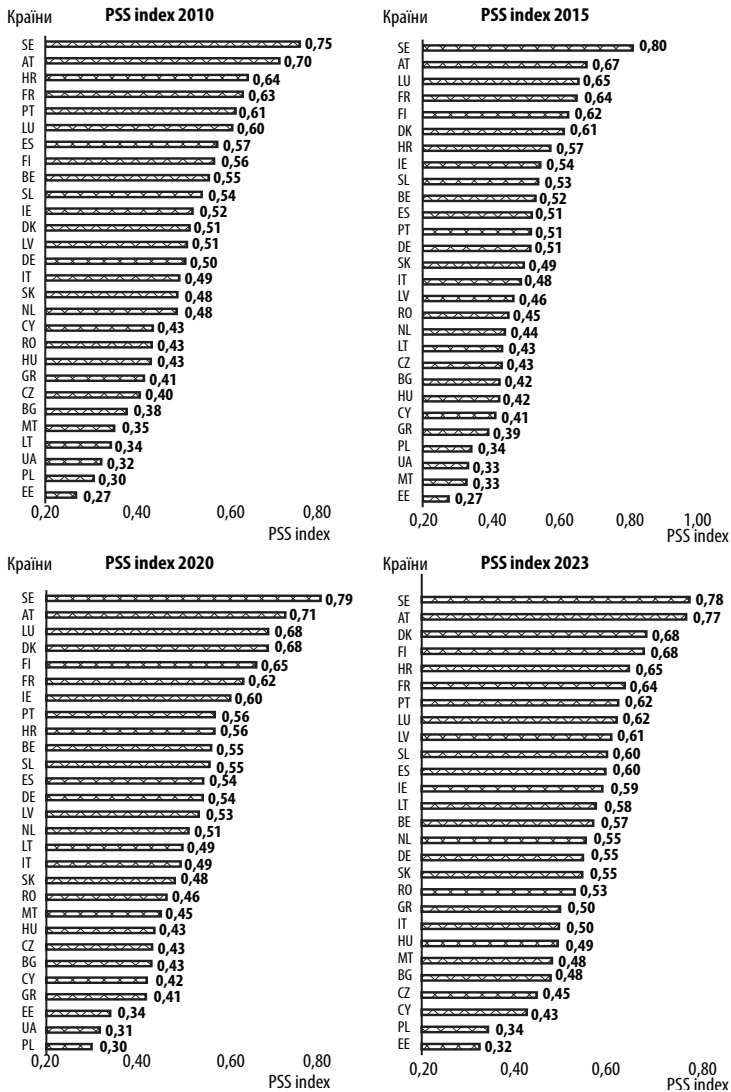 Країни PSS index 2010
SE 0,75
AT 0,70
HR 0,64
FR 0,63
PT 0,61
LU 0,60
ES 0,57
FI 0,56
BE 0,55
SL 0,54
IE 0,52
DK 0,51
LV 0,51
DE 0,50
IT 0,49
SK 0,48
NL 0,48
CY 0,43
RO 0,43
HU 0,43
GR 0,41
CZ 0,40
BG 0,38
MT 0,35
LT 0,34
UA 0,32
PL 0,30
EE 0,27
0,20 0,40 0,60 0,80
PSS index
Країни PSS index 2015
SE 0,80
AT 0,67
LU 0,65
FR 0,64
FI 0,62
DK 0,61
HR 0,57
IE 0,54
SL 0,53
BE 0,52
ES 0,51
PT 0,51
DE 0,51
SK 0,49
IT 0,48
LV 0,46
RO 0,45
NL 0,44
LT 0,43
CZ 0,43
BG 0,42
HU 0,42
CY 0,41
GR 0,39
PL 0,34
UA 0,33
MT 0,33
EE 0,27
0,20 0,40 0,60 0,80 1,00
PSS index
Країни PSS index 2020
SE 0,79
AT 0,71
LU 0,68
DK 0,68
FI 0,65
FR 0,62
IE 0,60
PT 0,56
HR 0,56
BE 0,55
SL 0,55
ES 0,54
DE 0,54
LV 0,53
NL 0,51
LT 0,49
IT 0,49
SK 0,48
RO 0,46
MT 0,45
HU 0,43
CZ 0,43
BG 0,43
CY 0,42
GR 0,41
EE 0,34
UA 0,31
PL 0,30
0,20 0,40 0,60 0,80
PSS index
Країни PSS index 2023
SE 0,78
AT 0,77
DK 0,68
FI 0,68
HR 0,65
FR 0,64
PT 0,62
LU 0,62
LV 0,61
SL 0,60
ES 0,60
IE 0,59
LT 0,58
BE 0,57
NL 0,55
DE 0,55
SK 0,55
RO 0,53
GR 0,50
IT 0,50
HU 0,49
MT 0,48
BG 0,48
CZ 0,45
CY 0,43
PL 0,34
EE 0,32
0,20 0,40 0,60 0,80
PSS index